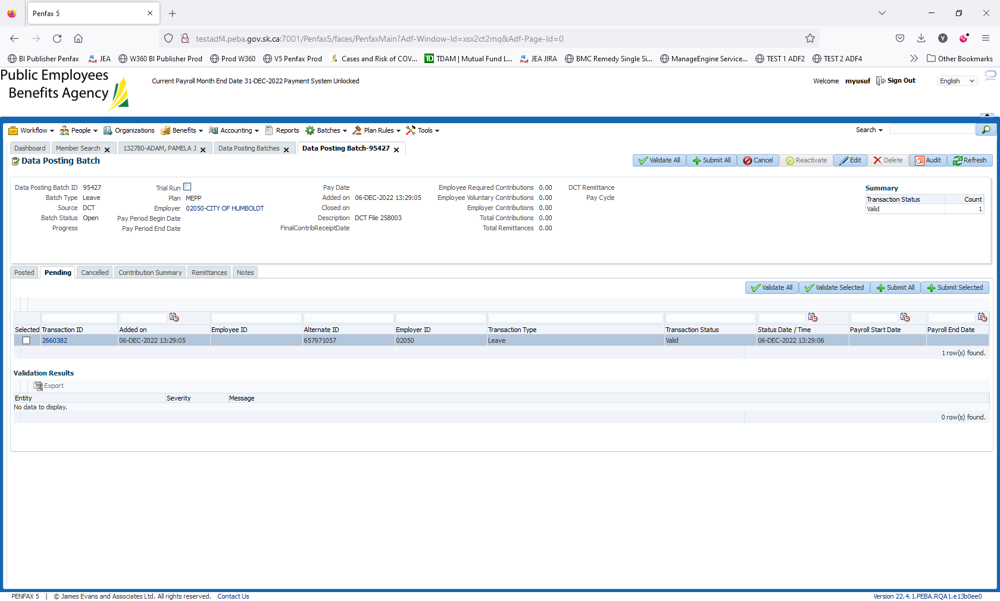 Penfax 5
testadf4.peba.gov.sk.ca:7001/Penfax5/faces/PenfaxMain?Adf-Window-Id=xsx2ct2mq&Adf-Page-Id=0
BI Publisher Penfax JEA W360 BI Publisher Prod Prod W360 V5 Penfax Prod Cases and Risk of COV... TDAM | Mutual Fund L... JEA JIRA BMC Remedy Single Si... ManageEngine Service... TEST 1 ADF2 TEST 2 ADF4 Other Bookmarks
Public Employees
Benefits Agency
Current Payroll Month End Date 31-DEC-2022 Payment System Unlocked
Welcome myusuf Sign Out English
Workflow People Organizations Benefits Accounting Reports Batches Plan Rules Tools Search
Dashboard Member Search 132780-ADAM, PAMELA J Data Posting Batches Data Posting Batch-95427
Data Posting Batch
Validate All Submit All Cancel Reactivate Edit Delete Audit Refresh
Data Posting Batch ID 95427
Batch Type Leave
Source DCT
Batch Status Open
Progress
Trial Run
Plan MEPP
Employer 02050-CITY OF HUMBOLDT
Pay Period Begin Date
Pay Period End Date
Pay Date
Added on 06-DEC-2022 13:29:05
Closed on
Description DCT File 258003
FinalContribReceiptDate
Employee Required Contributions 0.00
Employee Voluntary Contributions 0.00
Employer Contributions 0.00
Total Contributions 0.00
Total Remittances 0.00
DCT Remittance
Pay Cycle
Summary
Transaction Status Count
Valid 1
Posted Pending Cancelled Contribution Summary Remittances Notes
Validate All Validate Selected Submit All Submit Selected
Selected Transaction ID Added on Employee ID Alternate ID Employer ID Transaction Type Transaction Status Status Date / Time Payroll Start Date Payroll End Date
2660382 06-DEC-2022 13:29:05 657971057 02050 Leave Valid 06-DEC-2022 13:29:06
1 row(s) found.
Validation Results
Export
Entity Severity Message
No data to display.
0 row(s) found.
PENFAX 5 | © James Evans and Associates Ltd. All rights reserved. Contact Us
Version 22.4.1.PEBA.RQA1.e13b0ee0